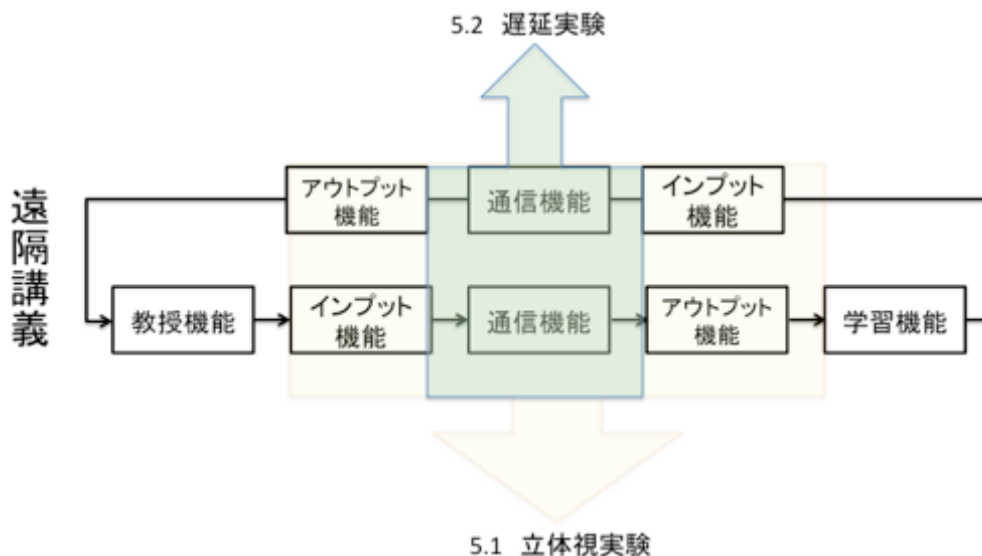 5.2 遅延実験
遠隔講義
アウトプット
機能
通信機能
インプット
機能
教授機能
インプット
機能
通信機能
アウトプット
機能
学習機能
5.1 立体視実験